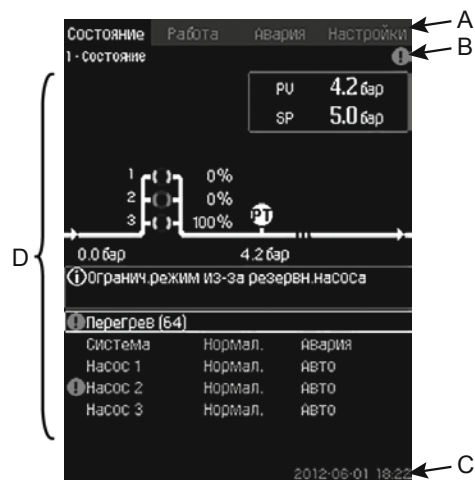 Состояние Работа Авария Настройки A
1 - Состояние B
PV 4.2 бар
SP 5.0 бар
1 0%
2 0%
3 100% PT
D
0.0 бар 4.2 бар
Огранич.режим из-за резервн.насоса
Перегрев (64)
Система Нормал. Авария
Насос 1 Нормал. Авто
Насос 2 Нормал. Авто
Насос 3 Нормал. Авто
2012-06-01 18:22 C